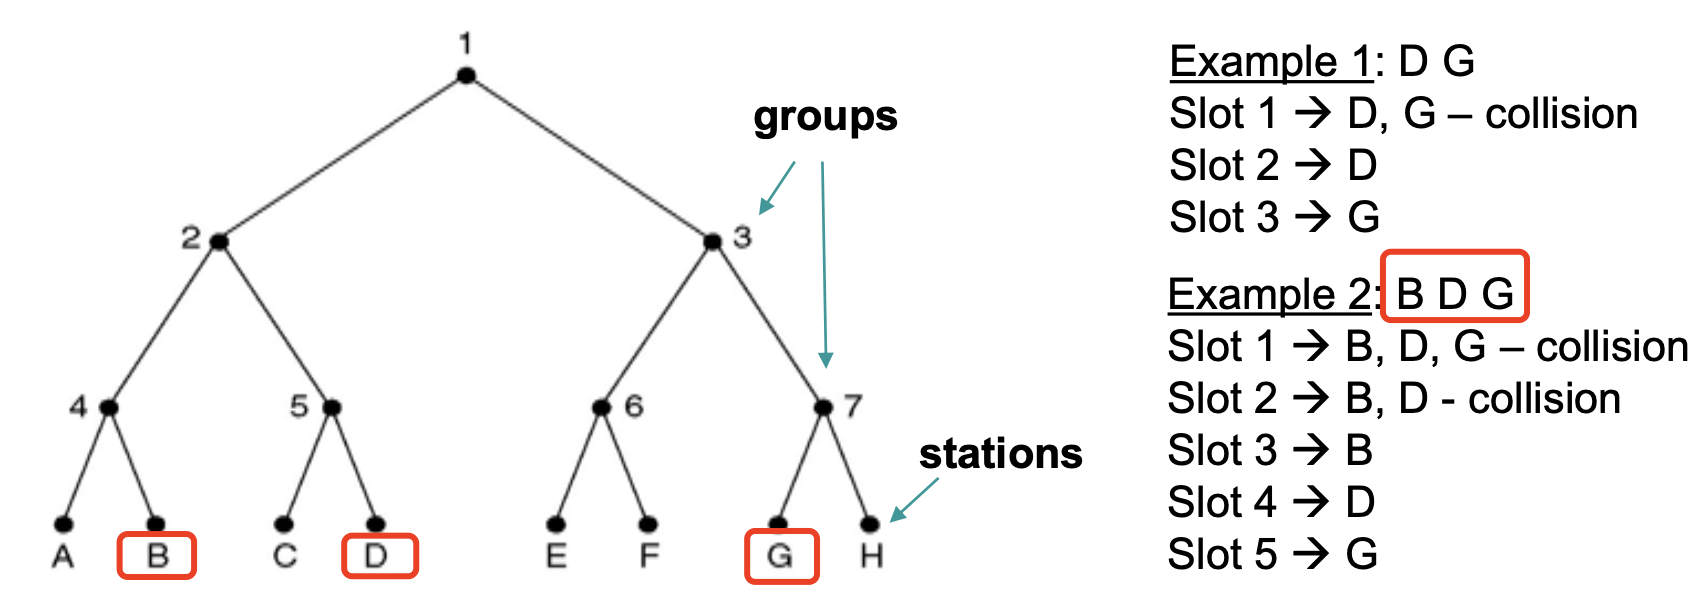 1
groups
2
3
4
5
6
7
stations
A B C D E F G H
Example 1: D G
Slot 1 → D, G – collision
Slot 2 → D
Slot 3 → G
Example 2: B D G
Slot 1 → B, D, G – collision
Slot 2 → B, D - collision
Slot 3 → B
Slot 4 → D
Slot 5 → G